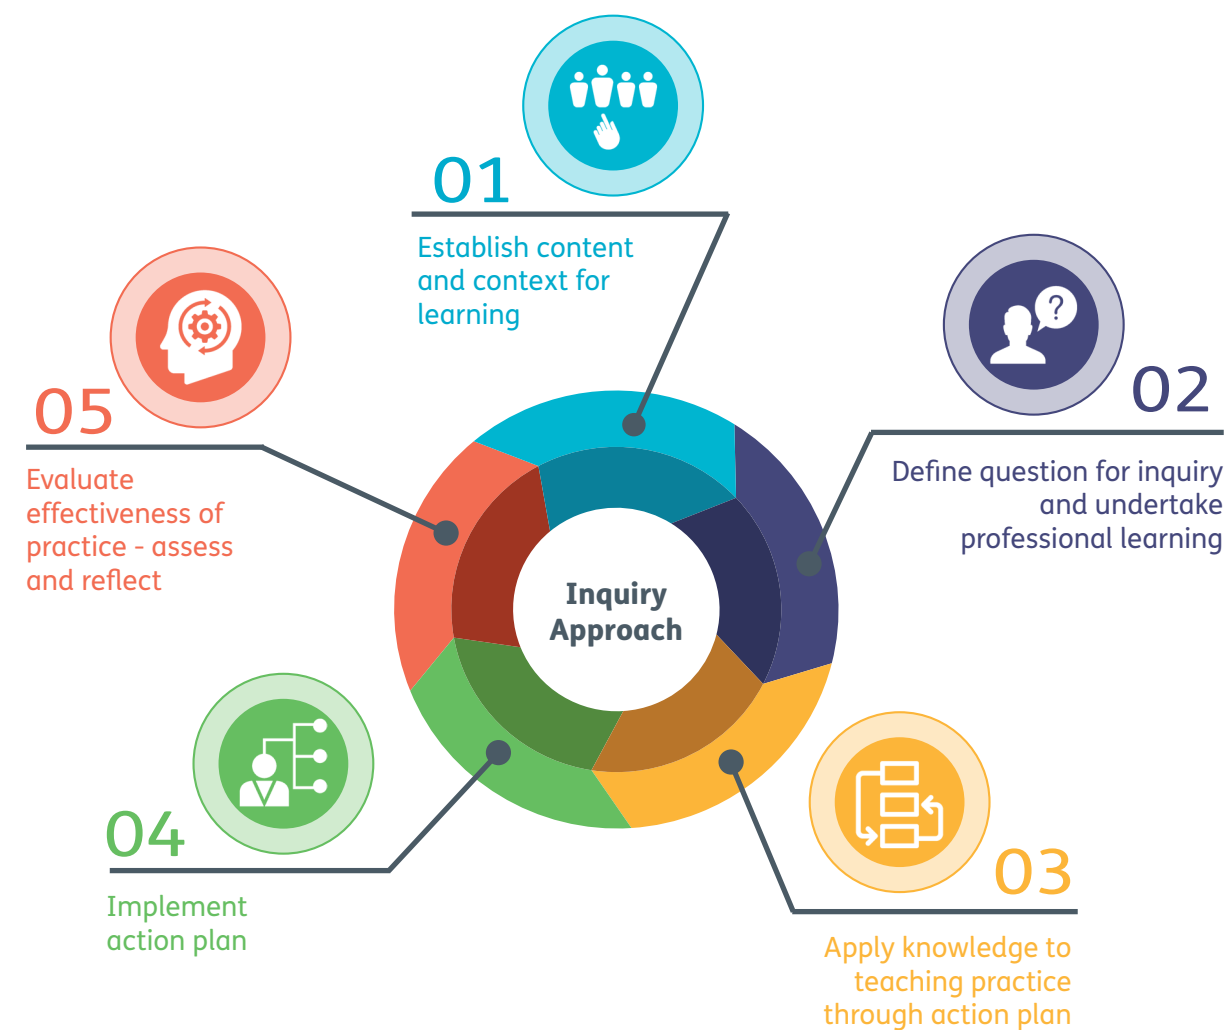 01
Establish content
and context for
learning
02
Define question for inquiry
and undertake
professional learning
03
Apply knowledge to
teaching practice
through action plan
04
Implement
action plan
05
Evaluate
effectiveness of
practice - assess
and reflect
Inquiry
Approach
?